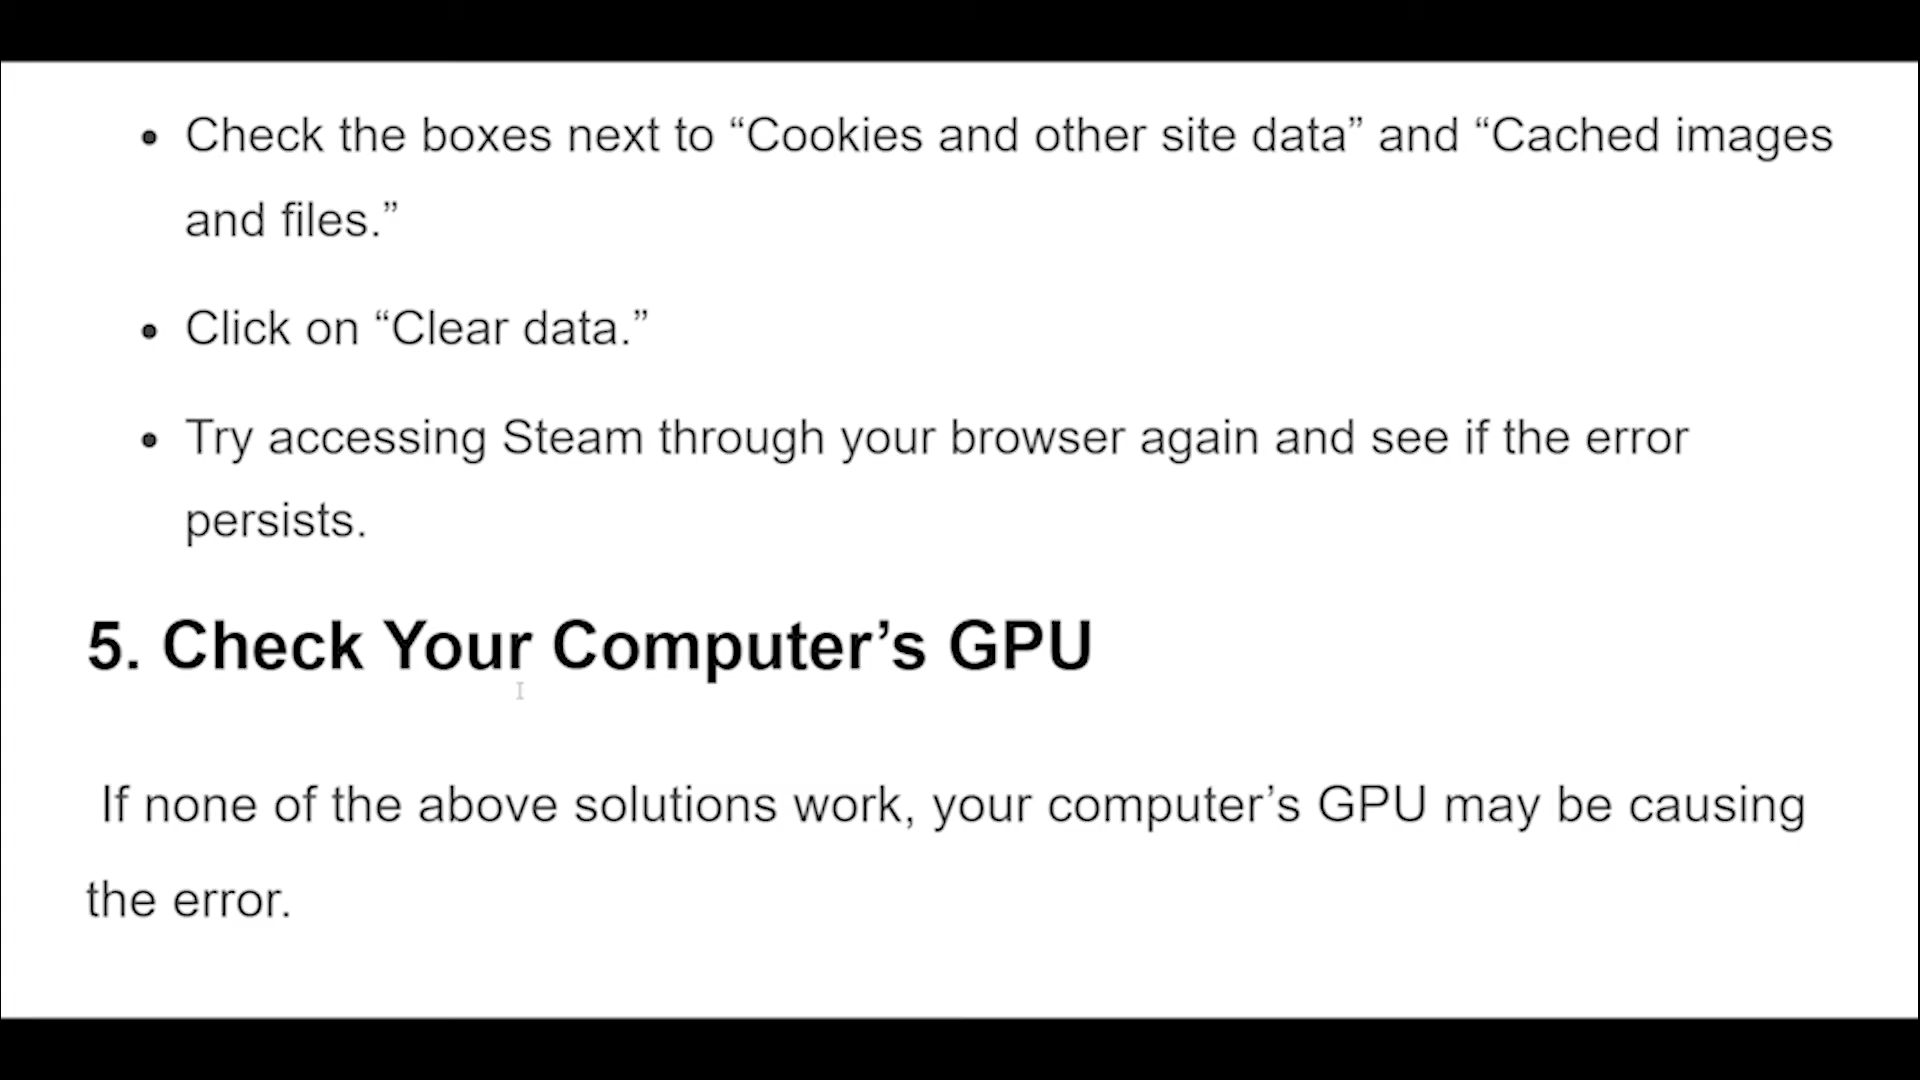 • Check the boxes next to “Cookies and other site data” and “Cached images
and files.”
• Click on “Clear data.”
• Try accessing Steam through your browser again and see if the error
persists.
5. Check Your Computer’s GPU
If none of the above solutions work, your computer’s GPU may be causing
the error.